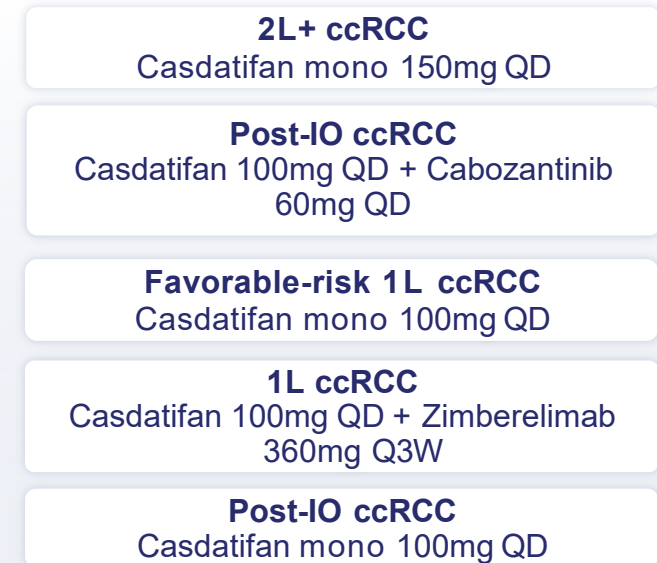 2L+ ccRCC
Casdatifan mono 150mg QD
Post-IO ccRCC
Casdatifan 100mg QD + Cabozantinib
60mg QD
Favorable-risk 1L ccRCC
Casdatifan mono 100mg QD
1L ccRCC
Casdatifan 100mg QD + Zimberelimab
360mg Q3W
Post-IO ccRCC
Casdatifan mono 100mg QD